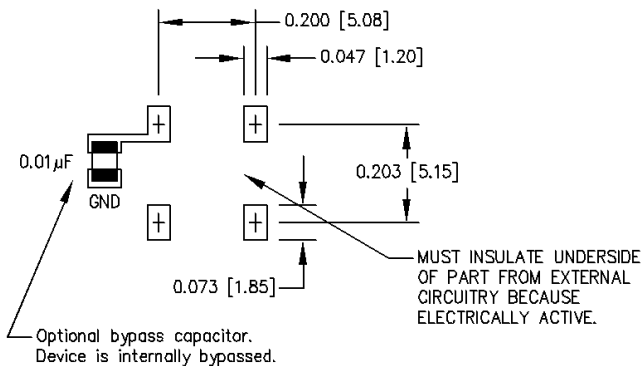 0.200 [5.08]
0.047 [1.20]
0.01µF
GND
0.203 [5.15]
0.073 [1.85]
MUST INSULATE UNDERSIDE
OF PART FROM EXTERNAL
CIRCUITRY BECAUSE
ELECTRICALLY ACTIVE.
Optional bypass capacitor.
Device is internally bypassed.